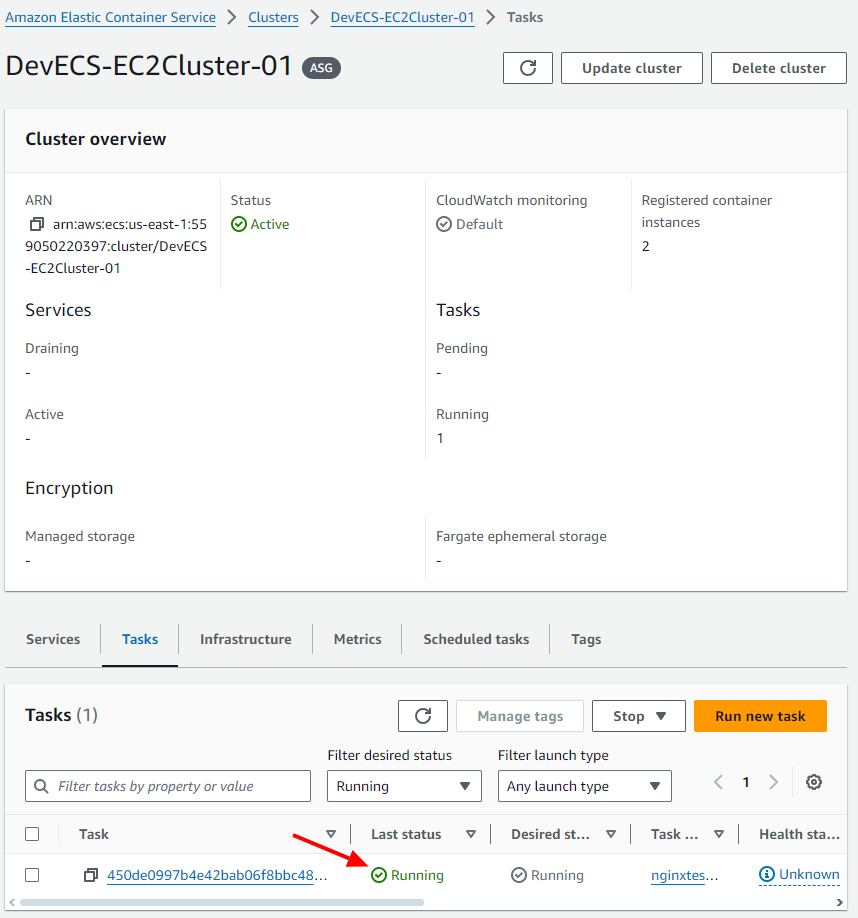 Amazon Elastic Container Service > Clusters > DevECS-EC2Cluster-01 > Tasks
DevECS-EC2Cluster-01 ASG
Update cluster
Delete cluster
Cluster overview
ARN
arn:aws:ecs:us-east-1:55
9050220397:cluster/DevECS
-EC2Cluster-01
Status
Active
CloudWatch monitoring
Default
Registered container
instances
2
Services
Tasks
Draining
-
Pending
-
Active
-
Running
1
Encryption
Managed storage
-
Fargate ephemeral storage
-
Services Tasks Infrastructure Metrics Scheduled tasks Tags
Tasks (1)
Manage tags
Stop
Run new task
Filter desired status
Filter launch type
Filter tasks by property or value
Running
Any launch type
1
Task Last status Desired st... Task ... Health sta...
450de0997b4e42bab06f8bbc48... Running Running nginxtes... Unknown